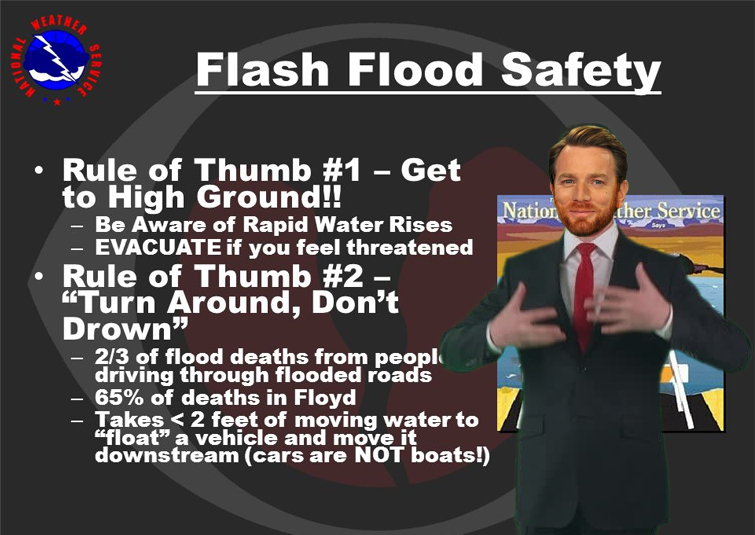 NATIONAL WEATHER SERVICE
Flash Flood Safety
• Rule of Thumb #1 – Get
to High Ground!!
– Be Aware of Rapid Water Rises
– EVACUATE if you feel threatened
• Rule of Thumb #2 –
“Turn Around, Don’t
Drown”
– 2/3 of flood deaths from people
driving through flooded roads
– 65% of deaths in Floyd
– Takes < 2 feet of moving water to
“float” a vehicle and move it
downstream (cars are NOT boats!)
Service
Says